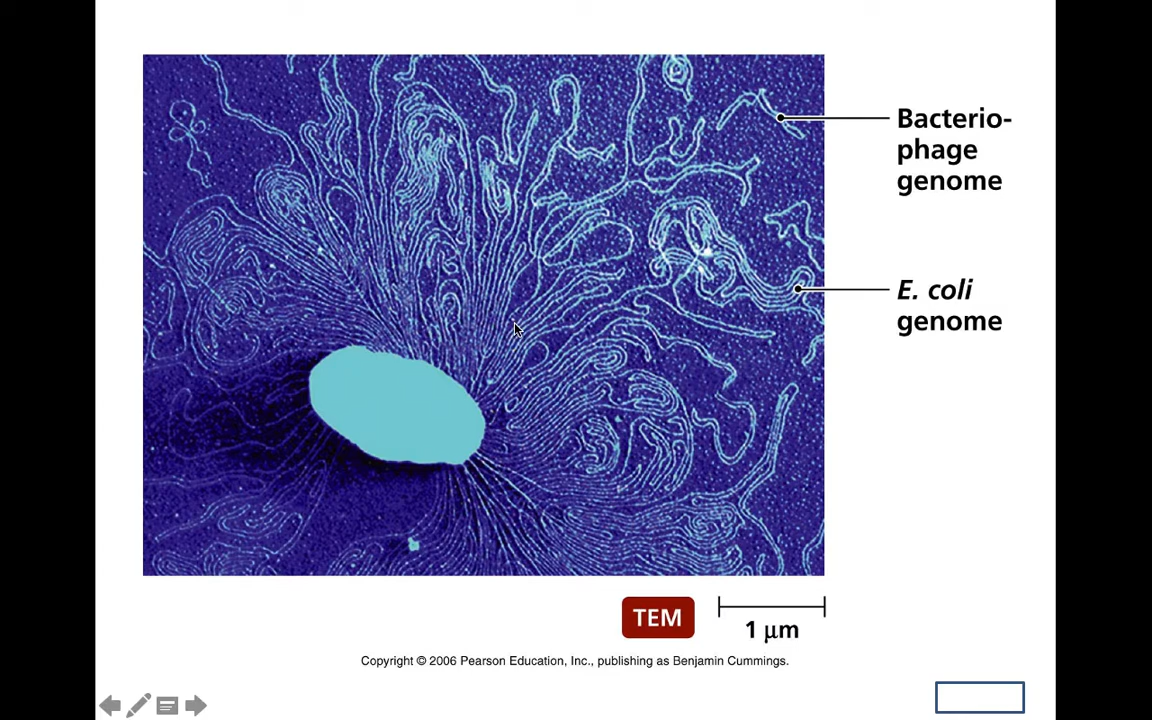 Bacterio-
phage
genome
E. coli
genome
TEM
1 μm
Copyright © 2006 Pearson Education, Inc., publishing as Benjamin Cummings.